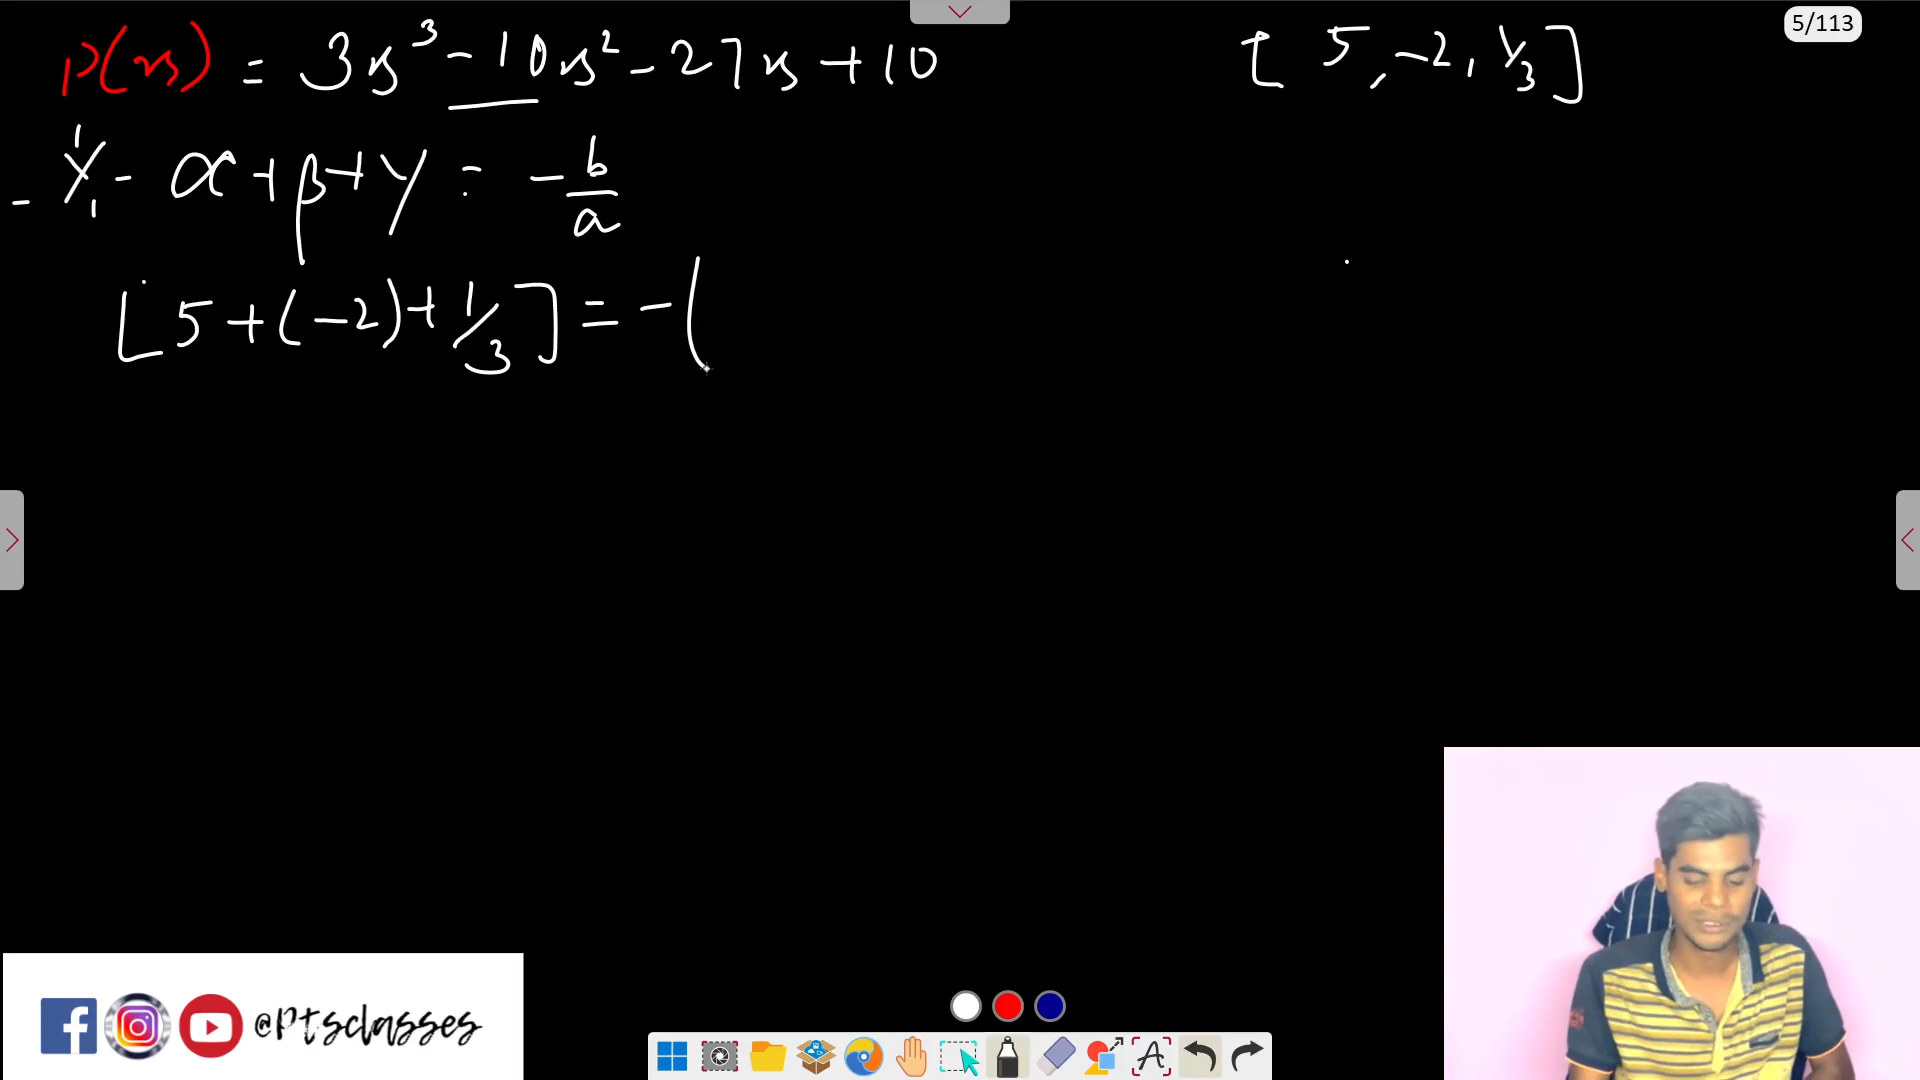 p(x) = 3x³ - 10x² - 27x + 10
[ 5, -2, 1/3 ]
5/113
α + β + γ = - b/a
[ 5 + (-2) + 1/3 ] = - (
@Ptsclasses